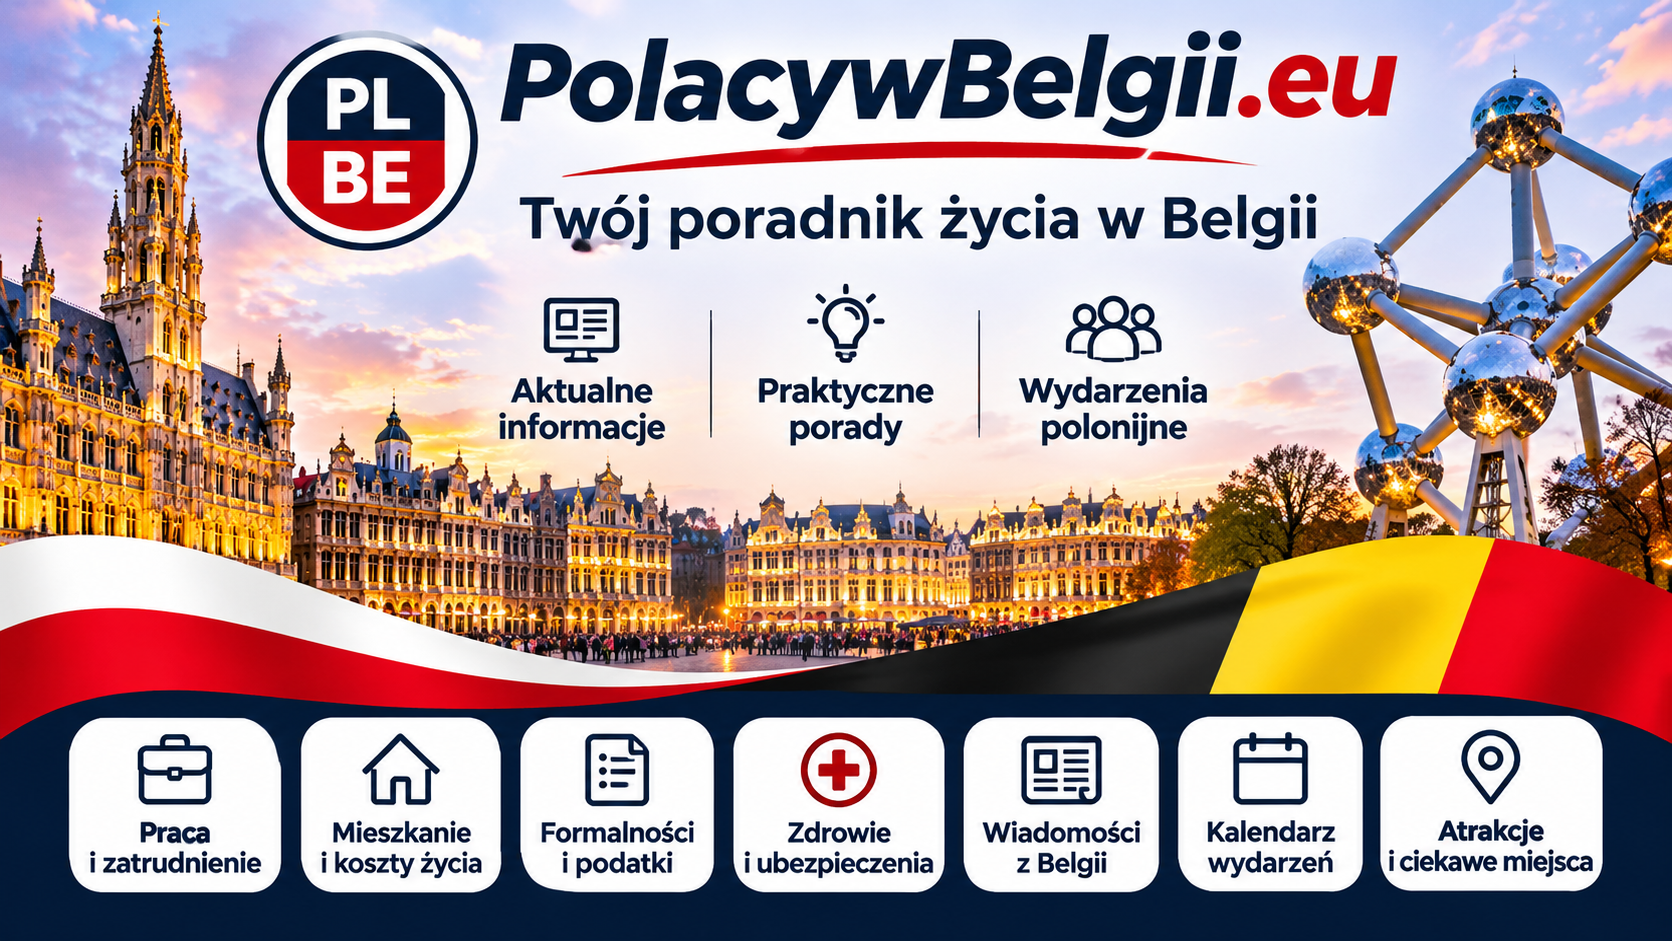 PL
BE
PolacywBelgii.eu
Twój poradnik życia w Belgii
Aktualne
informacje
Praktyczne
porady
Wydarzenia
polonijne
Praca
i zatrudnienie
Mieszkanie
i koszty życia
Formalności
i podatki
Zdrowie
i ubezpieczenia
Wiadomości
z Belgii
Kalendarz
wydarzeń
Atrakcje
i ciekawe miejsca